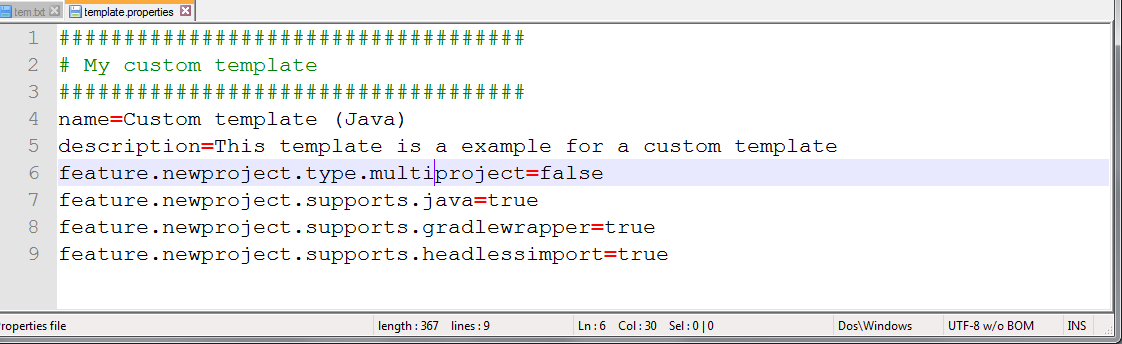 tem.txt template.properties
1 ####################################
2 # My custom template
3 ####################################
4 name=Custom template (Java)
5 description=This template is a example for a custom template
6 feature.newproject.type.multiproject=false
7 feature.newproject.supports.java=true
8 feature.newproject.supports.gradlewrapper=true
9 feature.newproject.supports.headlessimport=true
roperties file length : 367 lines : 9 Ln : 6 Col : 30 Sel : 0 | 0 Dos\Windows UTF-8 w/o BOM INS